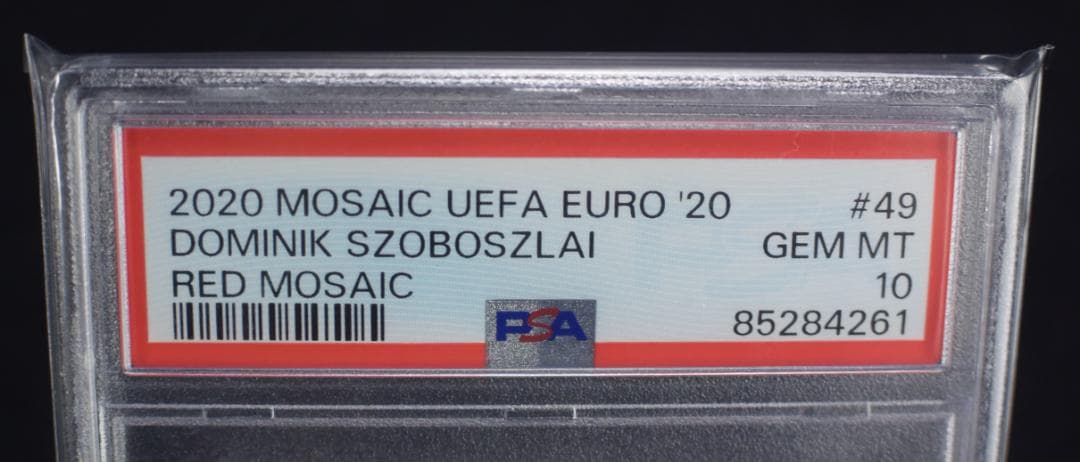 2020 MOSAIC UEFA EURO '20 #49
DOMINIK SZOBOSZLAI GEM MT
RED MOSAIC 10
PSA 85284261